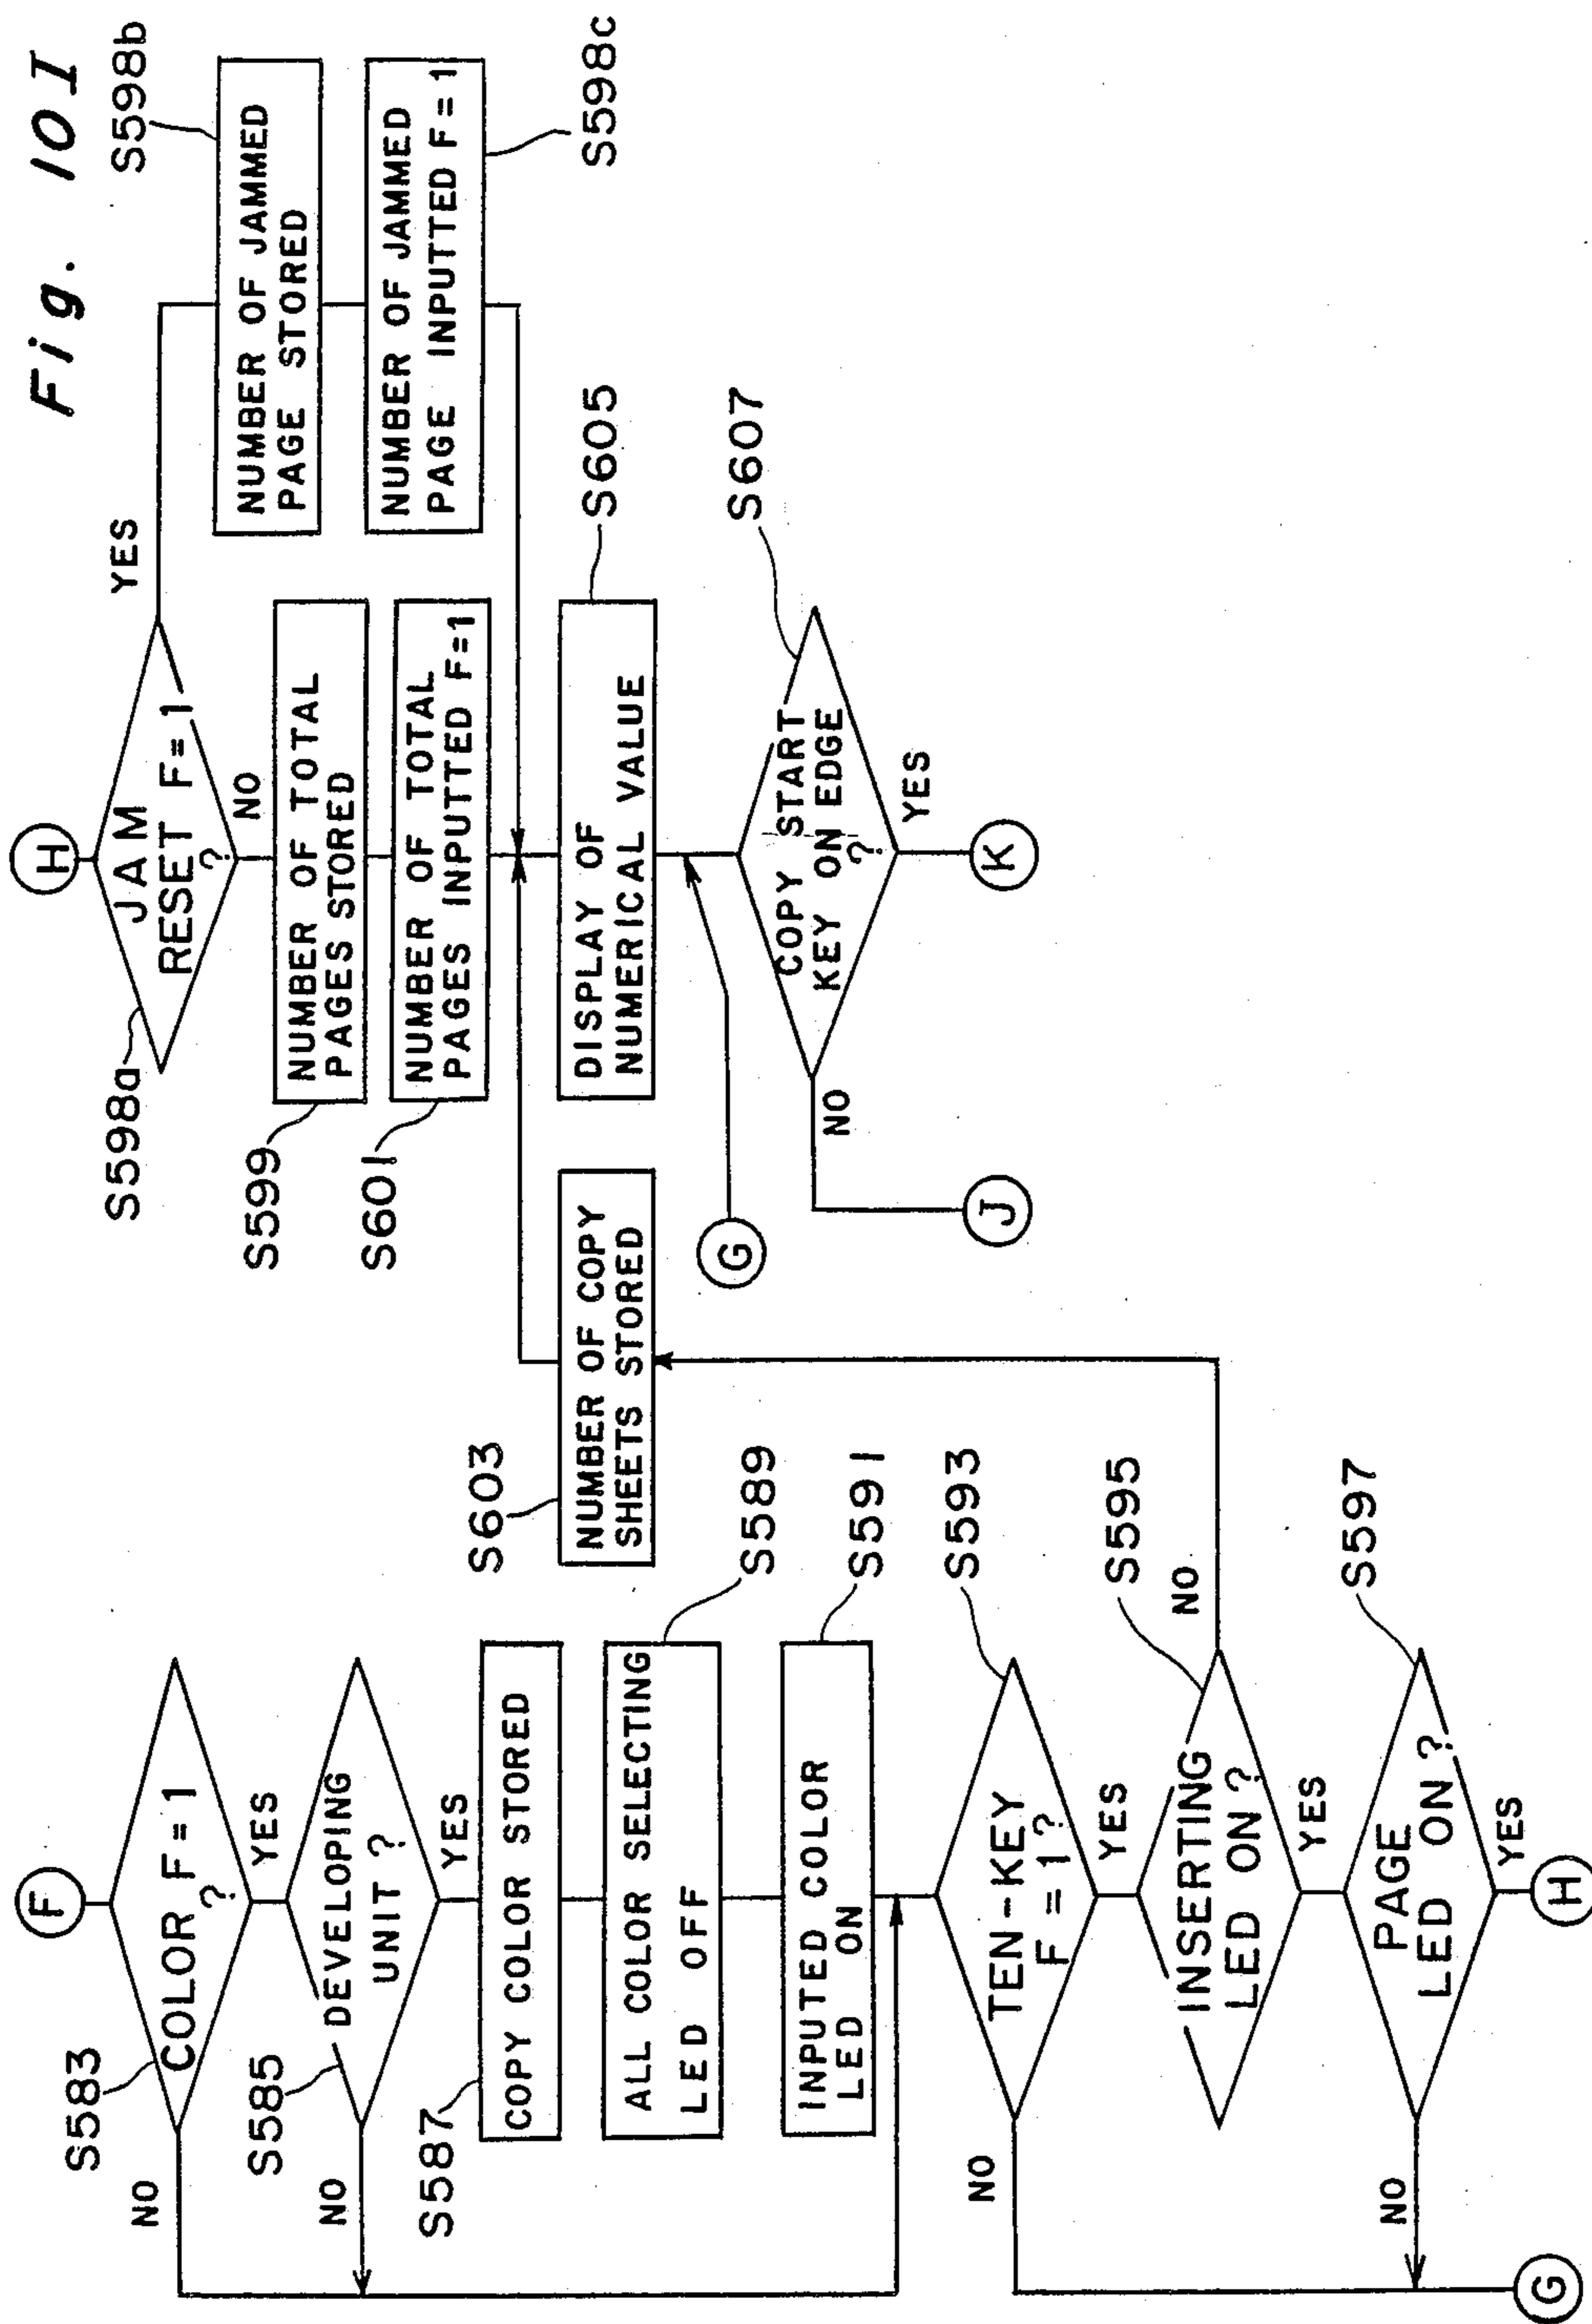 Fig. 10I
F
S583
COLOR F=1
?
NO
YES
S585
DEVELOPING
UNIT ?
NO
YES
S587
COPY COLOR STORED
ALL COLOR SELECTING
LED OFF
S589
INPUTED COLOR
LED ON
S591
TEN-KEY
F=1?
S593
NO
YES
INSERTING
LED ON ?
S595
NO
YES
PAGE
LED ON ?
S597
NO
YES
G
H
S603
NUMBER OF COPY
SHEETS STORED
H
S598a
JAM
RESET F=1
?
YES
NO
S598b
NUMBER OF JAMMED
PAGE STORED
NUMBER OF JAMMED
PAGE INPUTTED F=1
S598c
S599
NUMBER OF TOTAL
PAGES STORED
S601
NUMBER OF TOTAL
PAGES INPUTTED F=1
DISPLAY OF
NUMERICAL VALUE
S605
G
COPY START
KEY ON EDGE
?
S607
NO
YES
J
K